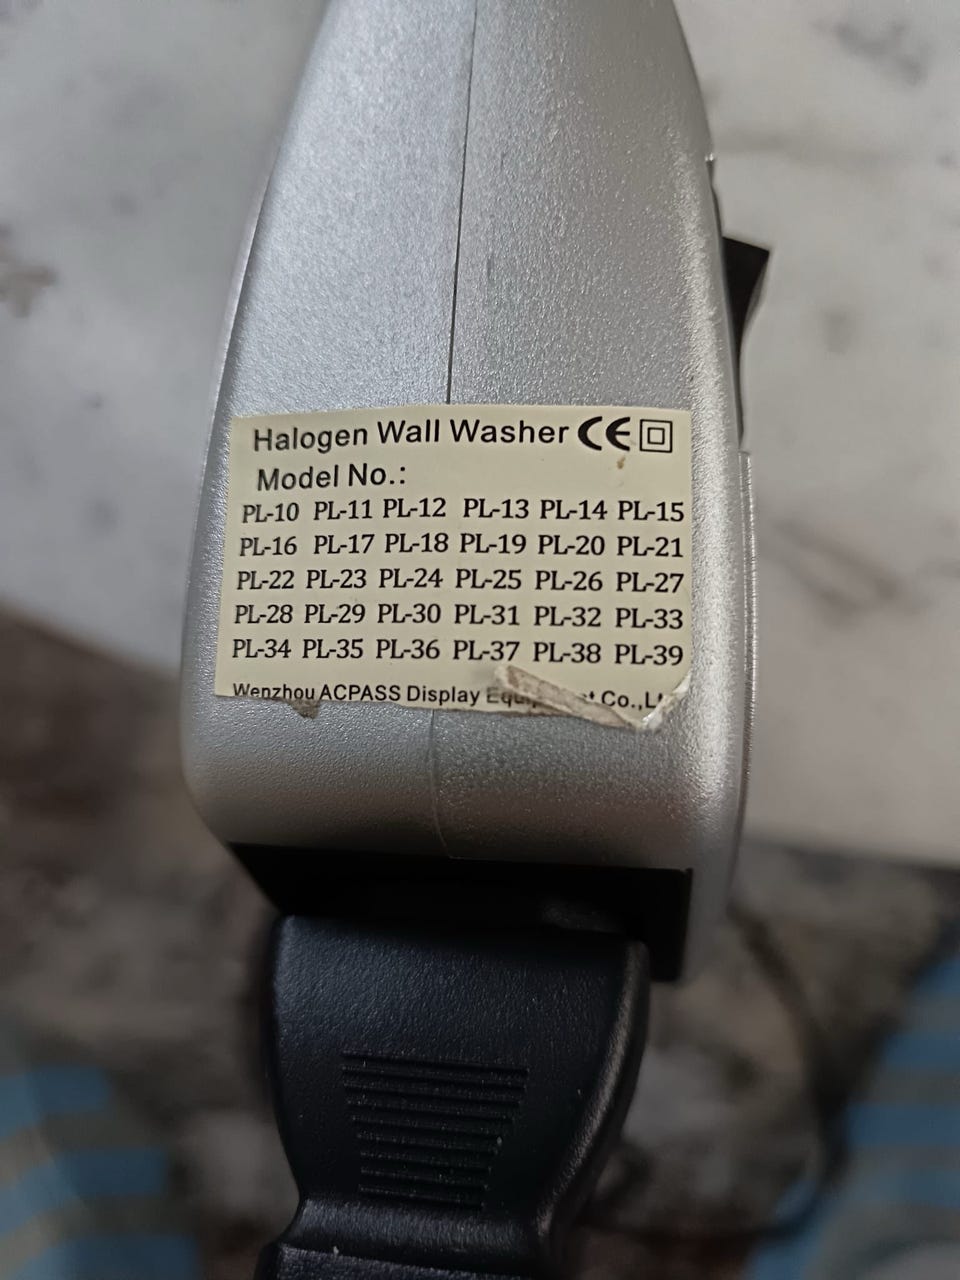 Halogen Wall Washer CE
Model No.:
PL-10 PL-11 PL-12 PL-13 PL-14 PL-15
PL-16 PL-17 PL-18 PL-19 PL-20 PL-21
PL-22 PL-23 PL-24 PL-25 PL-26 PL-27
PL-28 PL-29 PL-30 PL-31 PL-32 PL-33
PL-34 PL-35 PL-36 PL-37 PL-38 PL-39
Wenzhou ACPASS Display Co.,